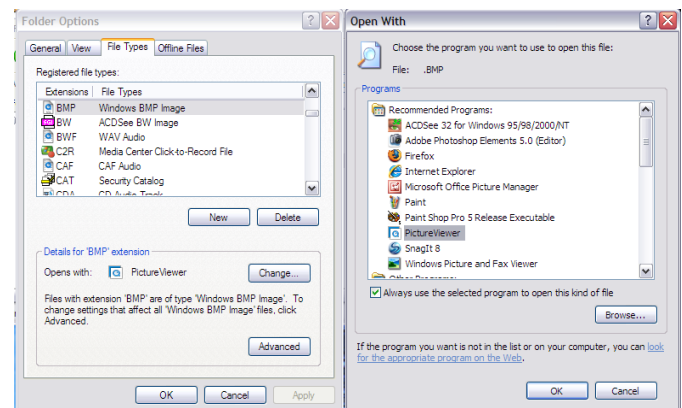 Folder Options
General View File Types Offline Files
Registered file types:
Extensions File Types
BMP Windows BMP Image
BW ACDSee BW Image
BWF WAV Audio
C2R Media Center Click-to-Record File
CAF CAF Audio
CAT Security Catalog
CDA CD Audio Track
New Delete
Details for 'BMP' extension
Opens with: PictureViewer Change...
Files with extension 'BMP' are of type 'Windows BMP Image'. To
change settings that affect all 'Windows BMP Image' files, click
Advanced.
Advanced
OK Cancel Apply
Open With
Choose the program you want to use to open this file:
File: .BMP
Programs
Recommended Programs:
ACDSee 32 for Windows 95/98/2000/NT
Adobe Photoshop Elements 5.0 (Editor)
Firefox
Internet Explorer
Microsoft Office Picture Manager
Paint
Paint Shop Pro 5 Release Executable
PictureViewer
SnagIt 8
Windows Picture and Fax Viewer
Other Programs:
Always use the selected program to open this kind of file
Browse...
If the program you want is not in the list or on your computer, you can look
for the appropriate program on the Web.
OK Cancel